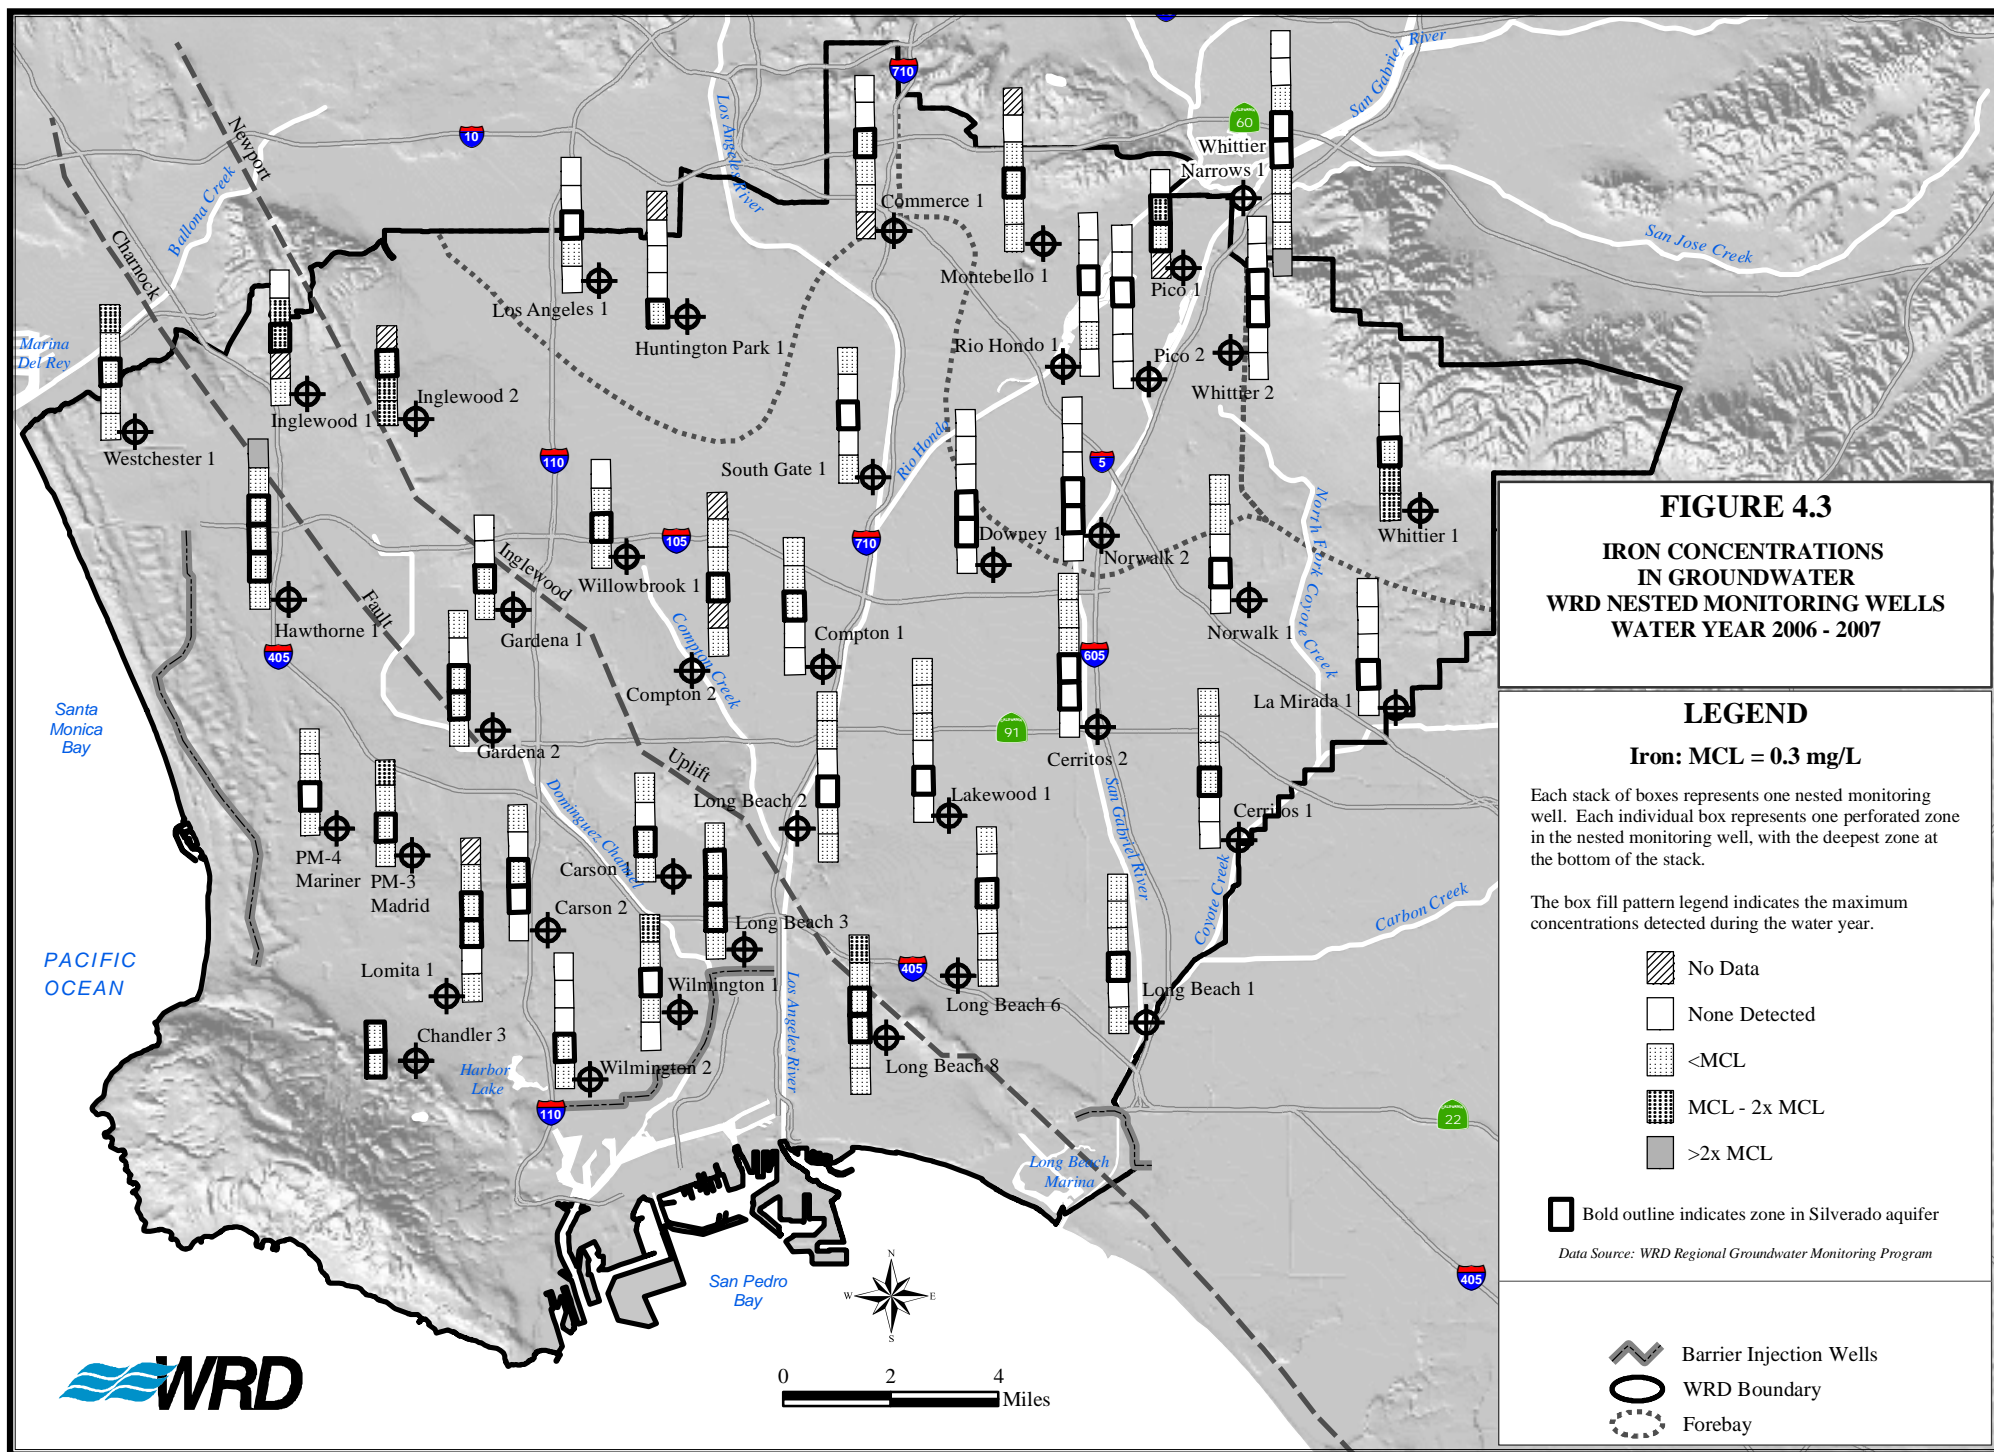 10
710
CALIFORNIA
60
Los Angeles River
San Gabriel River
Newport
Ballona Creek
Charnock
Whittier
Narrows 1
Commerce 1
San Jose Creek
Montebello 1
Pico 1
Los Angeles 1
Huntington Park 1
Rio Hondo 1
Pico 2
Whittier 2
Marina
Del Rey
Inglewood 1
Inglewood 2
Westchester 1
110
South Gate 1
Rio Hondo
5
Whittier 1
105
710
Downey 1
Norwalk 2
North Fork Coyote Creek
Inglewood
Willowbrook 1
Fault
Hawthorne 1
Gardena 1
Compton 1
Norwalk 1
405
Compton Creek
605
Compton 2
La Mirada 1
Santa
Monica
Bay
Gardena 2
CALIFORNIA
91
Cerritos 2
Uplift
Dominguez Channel
Long Beach 2
Lakewood 1
San Gabriel River
Cerritos 1
PM-4
Mariner
PM-3
Madrid
Carson 1
Carson 2
Long Beach 3
Coyote Creek
Carbon Creek
PACIFIC
OCEAN
Lomita 1
Wilmington 1
405
Long Beach 6
Long Beach 1
Los Angeles River
Chandler 3
Harbor
Lake
Wilmington 2
Long Beach 8
110
CALIFORNIA
22
Long Beach
Marina
San Pedro
Bay
405
N
W
E
S
0 2 4
Miles
WRD
FIGURE 4.3
IRON CONCENTRATIONS
IN GROUNDWATER
WRD NESTED MONITORING WELLS
WATER YEAR 2006 - 2007
LEGEND
Iron: MCL = 0.3 mg/L
Each stack of boxes represents one nested monitoring
well. Each individual box represents one perforated zone
in the nested monitoring well, with the deepest zone at
the bottom of the stack.
The box fill pattern legend indicates the maximum
concentrations detected during the water year.
No Data
None Detected
<MCL
MCL - 2x MCL
>2x MCL
Bold outline indicates zone in Silverado aquifer
Data Source: WRD Regional Groundwater Monitoring Program
Barrier Injection Wells
WRD Boundary
Forebay